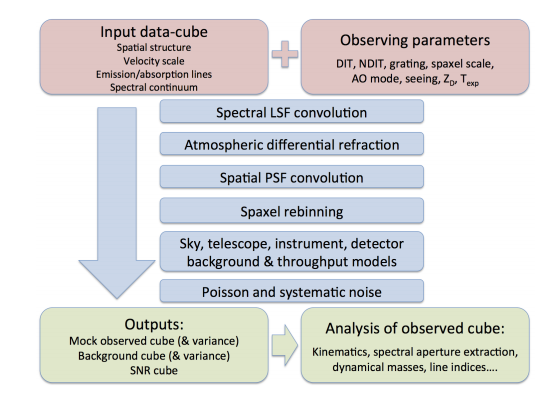 Input data-cube
Spatial structure
Velocity scale
Emission/absorption lines
Spectral continuum
Observing parameters
DIT, NDIT, grating, spaxel scale,
AO mode, seeing, Z_D, T_exp
Spectral LSF convolution
Atmospheric differential refraction
Spatial PSF convolution
Spaxel rebinning
Sky, telescope, instrument, detector
background & throughput models
Poisson and systematic noise
Outputs:
Mock observed cube (& variance)
Background cube (& variance)
SNR cube
Analysis of observed cube:
Kinematics, spectral aperture extraction,
dynamical masses, line indices....